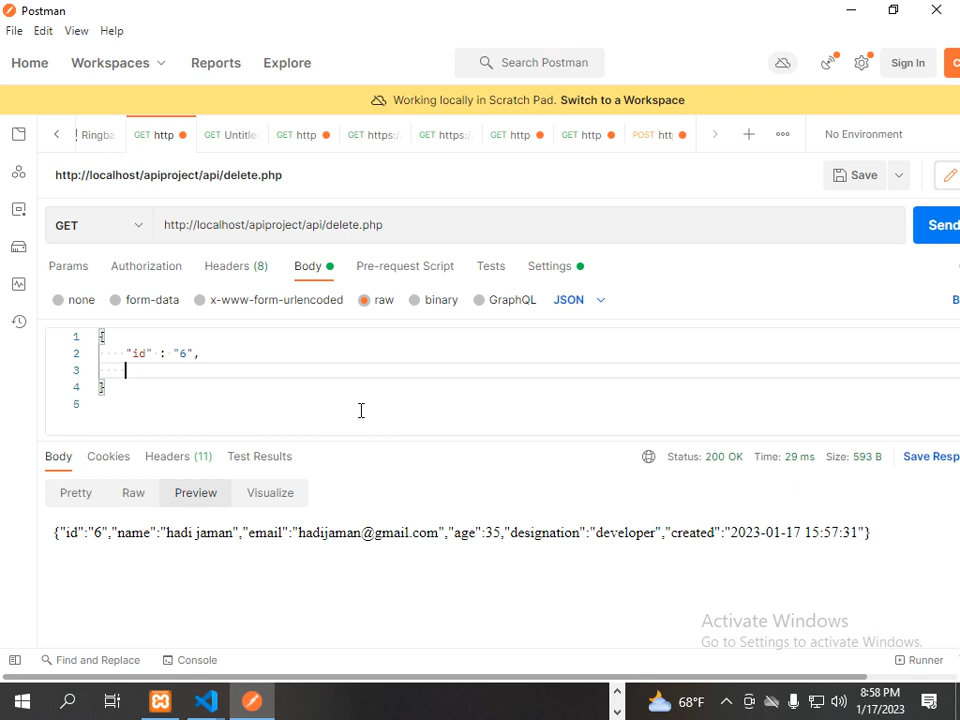 Postman
File Edit View Help
Home Workspaces Reports Explore Search Postman Sign In
Working locally in Scratch Pad. Switch to a Workspace
Ringba GET http GET Untitle GET http GET https:/ GET https:/ GET http GET http POST htt No Environment
http://localhost/apiproject/api/delete.php Save
GET http://localhost/apiproject/api/delete.php Send
Params Authorization Headers (8) Body Pre-request Script Tests Settings
none form-data x-www-form-urlencoded raw binary GraphQL JSON B
1 {
2 "id" : "6",
3
4 }
5
Body Cookies Headers (11) Test Results Status: 200 OK Time: 29 ms Size: 593 B Save Resp
Pretty Raw Preview Visualize
{"id":"6","name":"hadi jaman","email":"hadijaman@gmail.com","age":35,"designation":"developer","created":"2023-01-17 15:57:31"}
Activate Windows
Go to Settings to activate Windows.
Find and Replace Console Runner
68°F 8:58 PM
1/17/2023